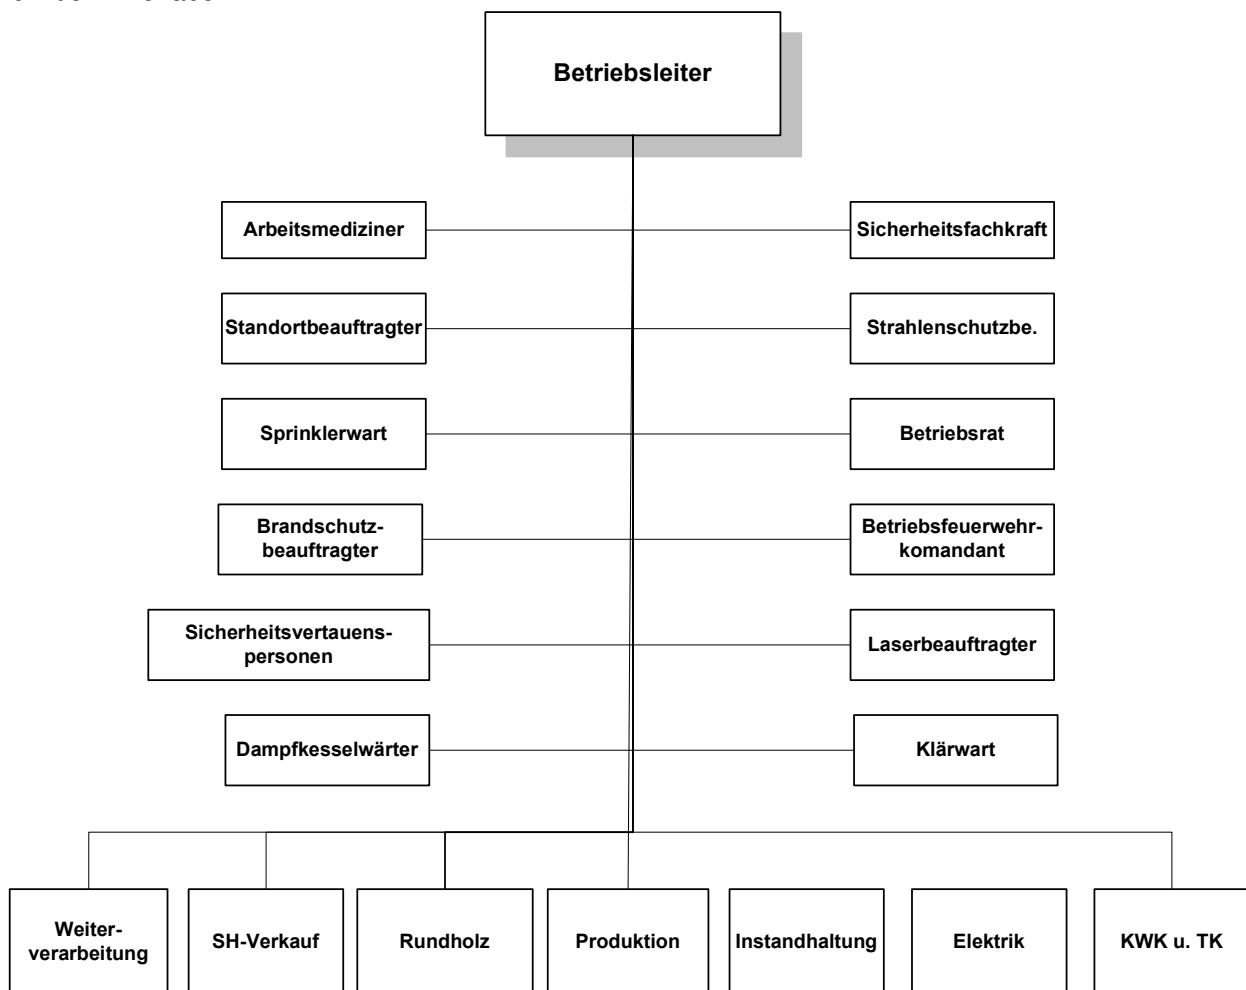 Betriebsleiter
Arbeitsmediziner
Sicherheitsfachkraft
Standortbeauftragter
Strahlenschutzbe.
Sprinklerwart
Betriebsrat
Brandschutz-
beauftragter
Betriebsfeuerwehr-
komandant
Sicherheitsvertauens-
personen
Laserbeauftragter
Dampfkesselwärter
Klärwart
Weiter-
verarbeitung
SH-Verkauf
Rundholz
Produktion
Instandhaltung
Elektrik
KWK u. TK